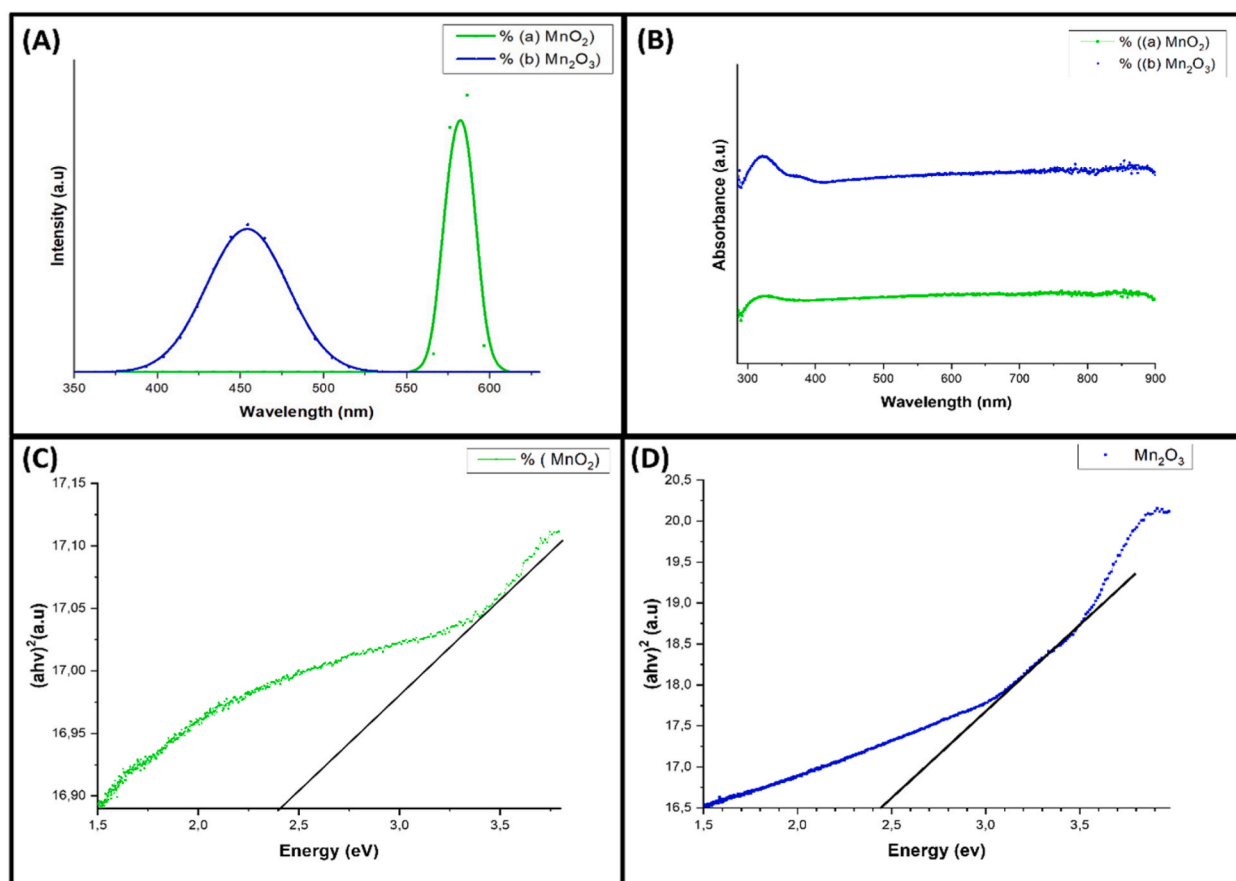 (A)
% (a) MnO₂)
% (b) Mn₂O₃)
Intensity (a.u)
350 400 450 500 550 600
Wavelength (nm)
(B)
% ((a) MnO₂)
% ((b) Mn₂O₃)
Absorbance (a.u)
300 400 500 600 700 800 900
Wavelength (nm)
(C)
% ( MnO₂)
17,15
17,10
17,05
17,00
16,95
16,90
(ahv)²(a.u)
1,5 2,0 2,5 3,0 3,5
Energy (eV)
(D)
Mn₂O₃
20,5
20,0
19,5
19,0
18,5
18,0
17,5
17,0
16,5
(ahv)² (a.u)
1,5 2,0 2,5 3,0 3,5
Energy (ev)